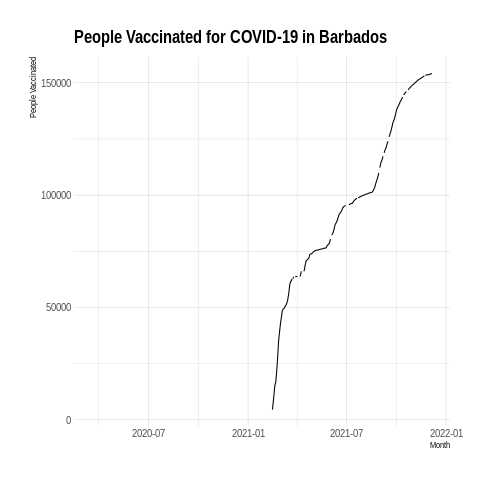 People Vaccinated for COVID-19 in Barbados
People Vaccinated
150000
100000
50000
0
2020-07 2021-01 2021-07 2022-01
Month